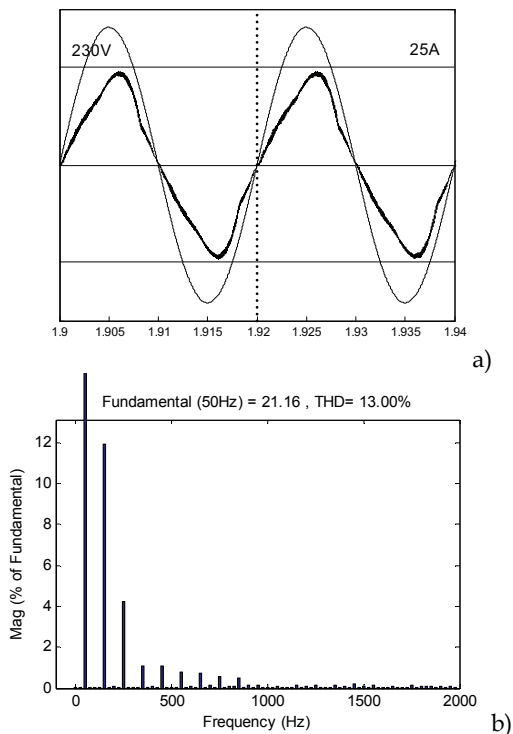 230V 25A
1.9 1.905 1.91 1.915 1.92 1.925 1.93 1.935 1.94
a)
Fundamental (50Hz) = 21.16 , THD= 13.00%
12
10
8
6
4
2
0
Mag (% of Fundamental)
0 500 1000 1500 2000
Frequency (Hz)
b)